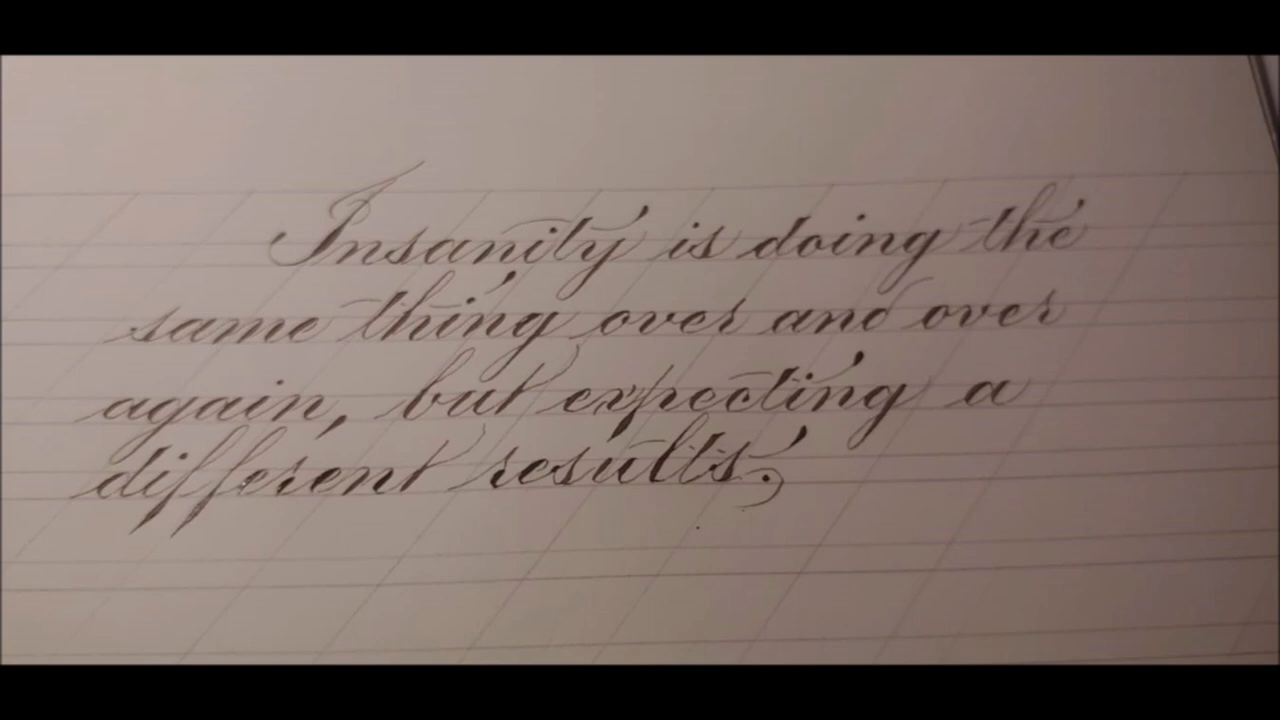 Insanity is doing the
same thing over and over
again, but expecting a
different results.